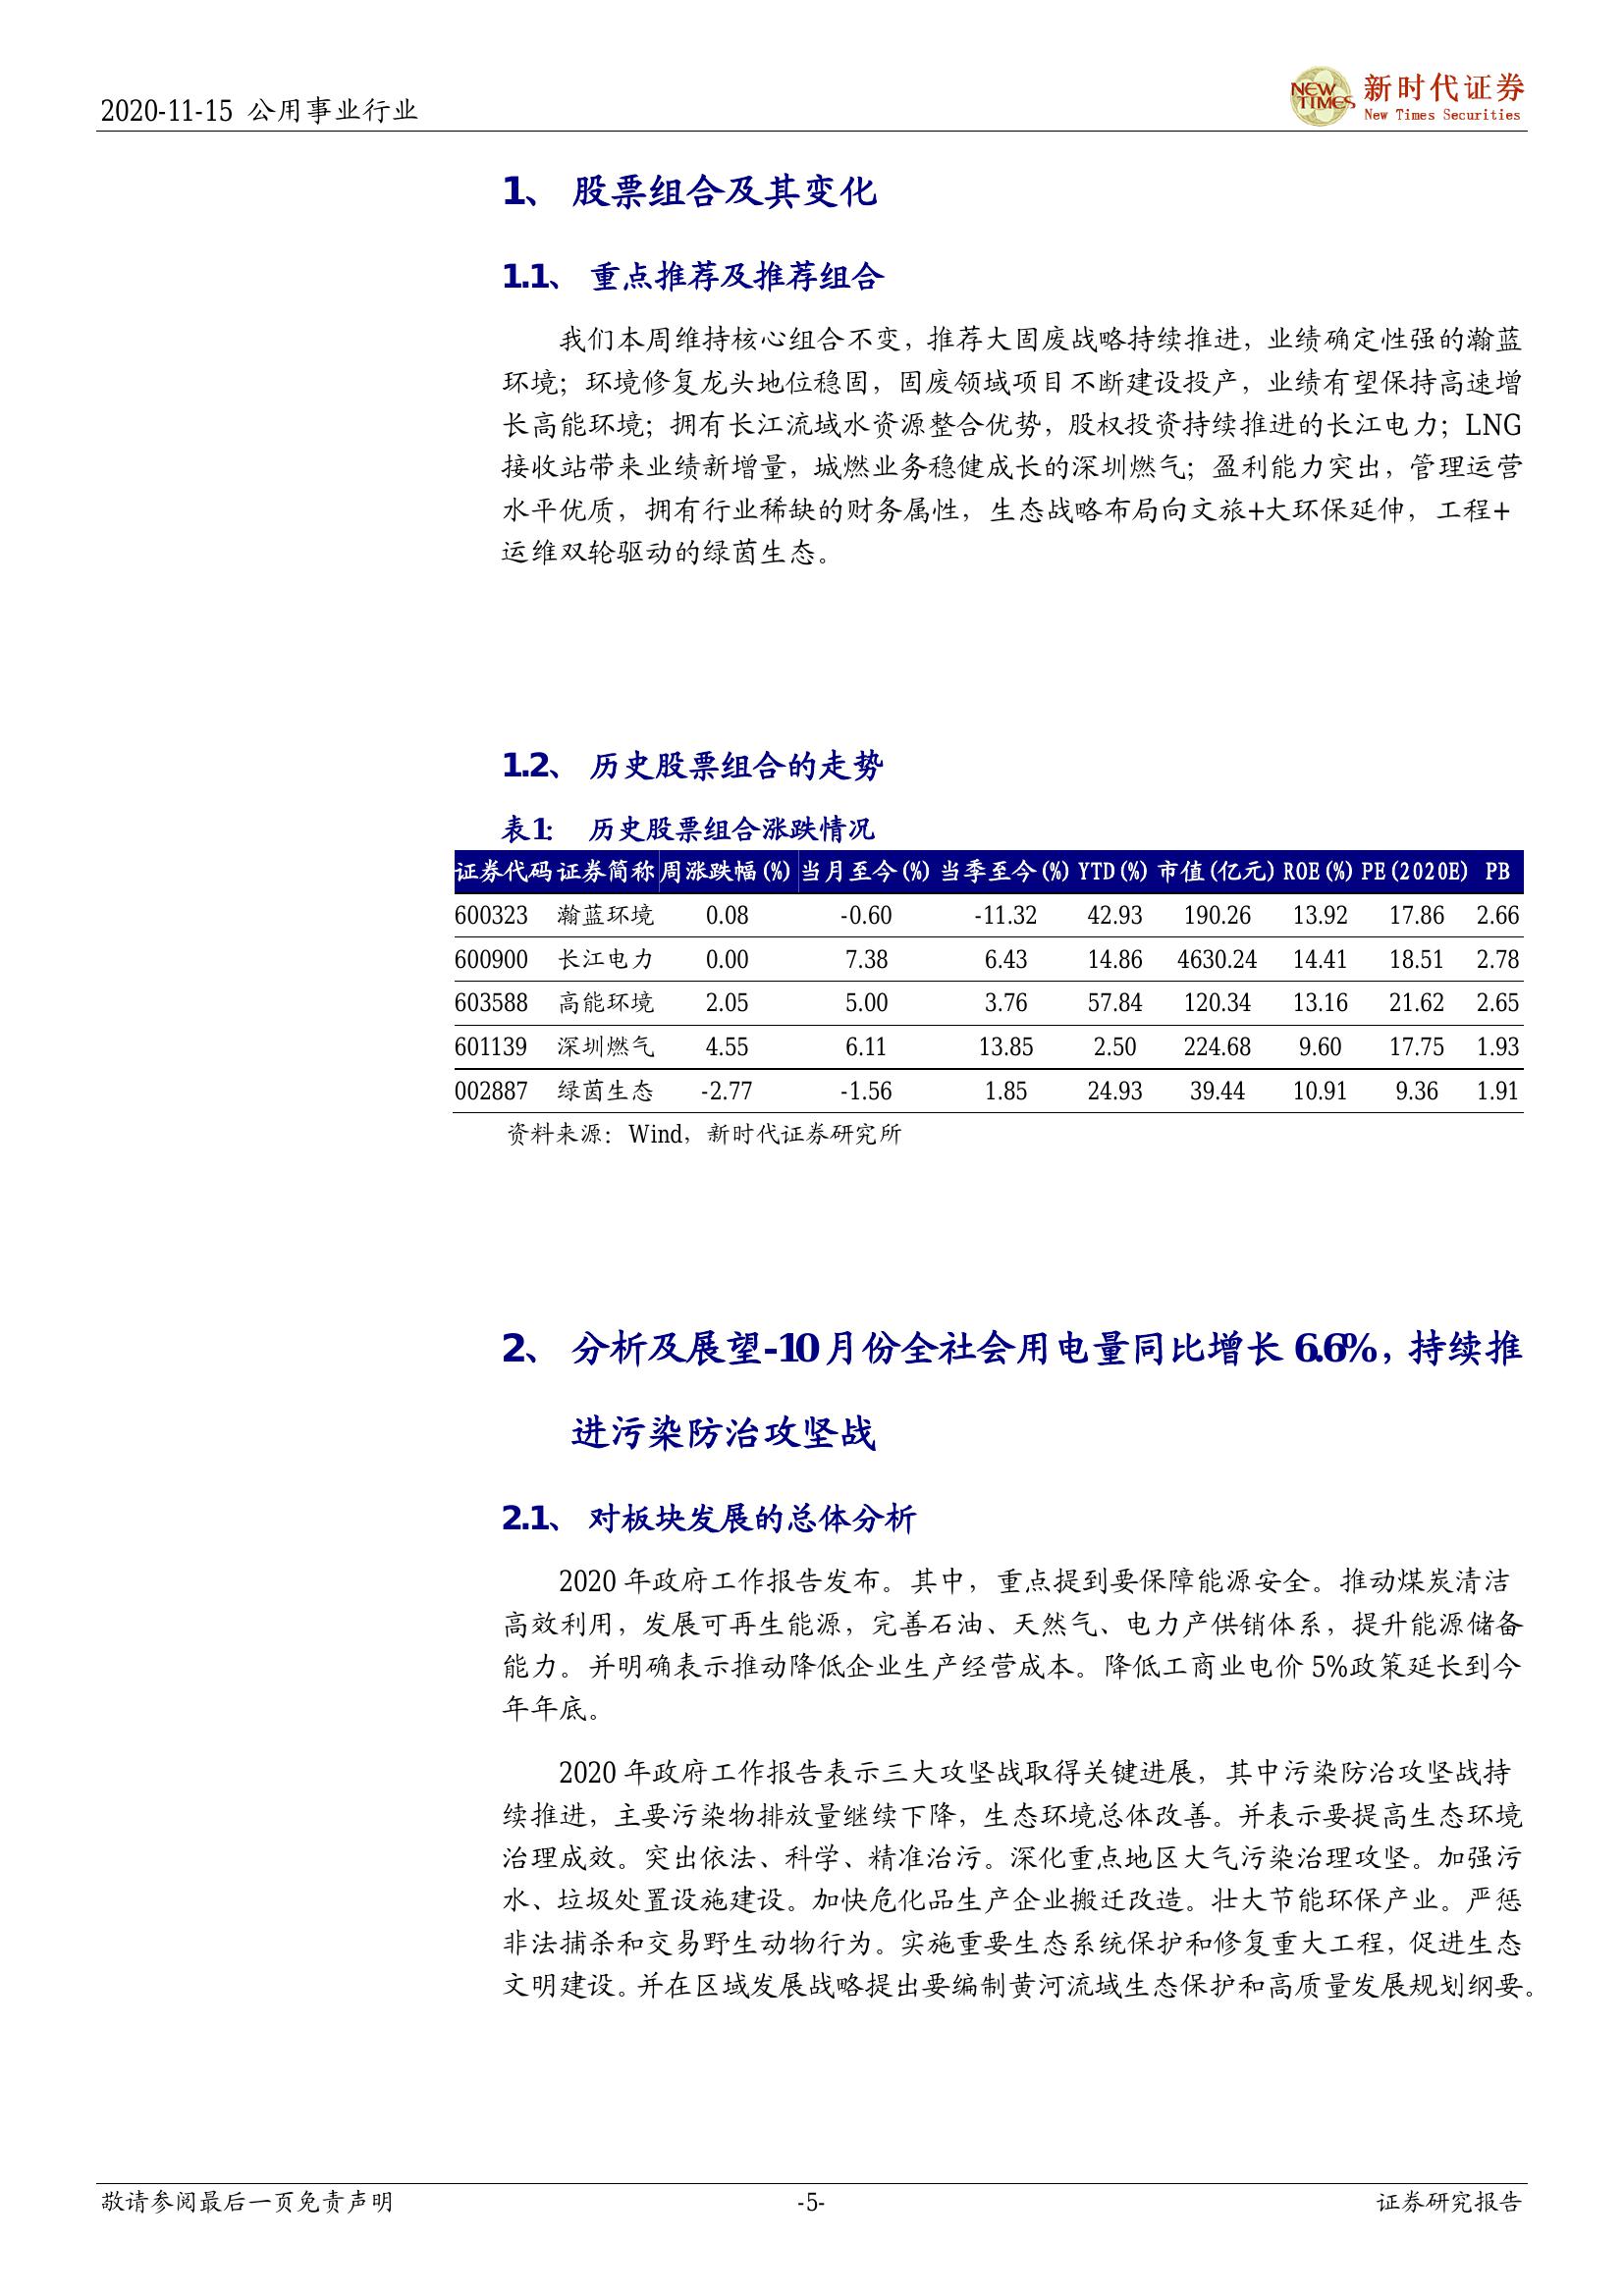 2020-11-15 公用事业行业
NEW TIMES 新时代证券
New Times Securities
1、 股票组合及其变化
1.1、 重点推荐及推荐组合
我们本周维持核心组合不变，推荐大固废战略持续推进，业绩确定性强的瀚蓝
环境；环境修复龙头地位稳固，固废领域项目不断建设投产，业绩有望保持高速增
长高能环境；拥有长江流域水资源整合优势，股权投资持续推进的长江电力；LNG
接收站带来业绩新增量，城燃业务稳健成长的深圳燃气；盈利能力突出，管理运营
水平优质，拥有行业稀缺的财务属性，生态战略布局向文旅+大环保延伸，工程+
运维双轮驱动的绿茵生态。
1.2、 历史股票组合的走势
表1： 历史股票组合涨跌情况
证券代码 证券简称 周涨跌幅(%) 当月至今(%) 当季至今(%) YTD(%) 市值(亿元) ROE(%) PE(2020E) PB
600323 瀚蓝环境 0.08 -0.60 -11.32 42.93 190.26 13.92 17.86 2.66
600900 长江电力 0.00 7.38 6.43 14.86 4630.24 14.41 18.51 2.78
603588 高能环境 2.05 5.00 3.76 57.84 120.34 13.16 21.62 2.65
601139 深圳燃气 4.55 6.11 13.85 2.50 224.68 9.60 17.75 1.93
002887 绿茵生态 -2.77 -1.56 1.85 24.93 39.44 10.91 9.36 1.91
资料来源：Wind，新时代证券研究所
2、 分析及展望-10月份全社会用电量同比增长6.6%，持续推
进污染防治攻坚战
2.1、 对板块发展的总体分析
2020 年政府工作报告发布。其中，重点提到要保障能源安全。推动煤炭清洁
高效利用，发展可再生能源，完善石油、天然气、电力产供销体系，提升能源储备
能力。并明确表示推动降低企业生产经营成本。降低工商业电价 5%政策延长到今
年年底。
2020 年政府工作报告表示三大攻坚战取得关键进展，其中污染防治攻坚战持
续推进，主要污染物排放量继续下降，生态环境总体改善。并表示要提高生态环境
治理成效。突出依法、科学、精准治污。深化重点地区大气污染治理攻坚。加强污
水、垃圾处置设施建设。加快危化品生产企业搬迁改造。壮大节能环保产业。严惩
非法捕杀和交易野生动物行为。实施重要生态系统保护和修复重大工程，促进生态
文明建设。并在区域发展战略提出要编制黄河流域生态保护和高质量发展规划纲要。
敬请参阅最后一页免责声明 -5- 证券研究报告